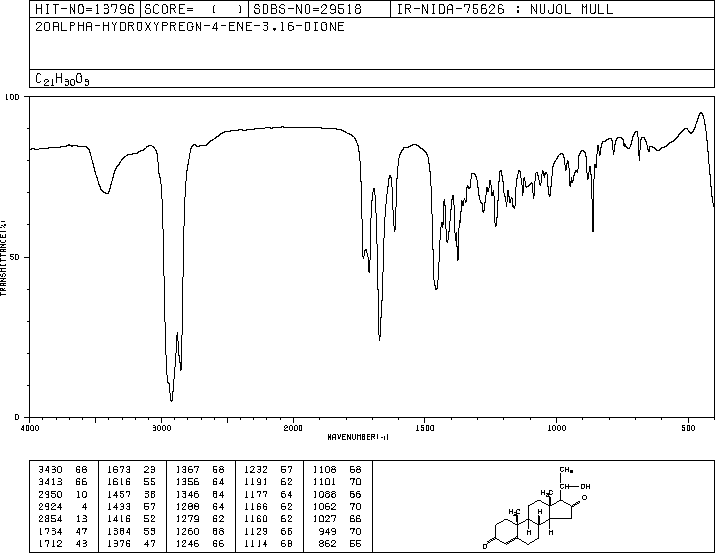 HIT-NO=13796 SCORE= ( ) SDBS-NO=29518 IR-NIDA-75626 : NUJOL MULL
20ALPHA-HYDROXYPREGN-4-ENE-3,16-DIONE
C21H30O3
100
50
0
TRANSMITTANCE(%)
4000 3000 2000 1500 1000 500
WAVENUMBER(-1)
3430 68 1673 23 1367 58 1232 57 1108 68
3413 66 1616 55 1356 64 1191 62 1101 70
2950 10 1457 38 1346 64 1177 64 1088 66
2924 4 1433 57 1288 64 1166 62 1062 70
2854 13 1416 52 1279 62 1160 62 1027 66
1734 47 1384 59 1260 68 1129 66 949 70
1712 43 1376 47 1246 66 1114 68 862 55
CH3
CH OH
H3C
O
H3C
H
H H
O